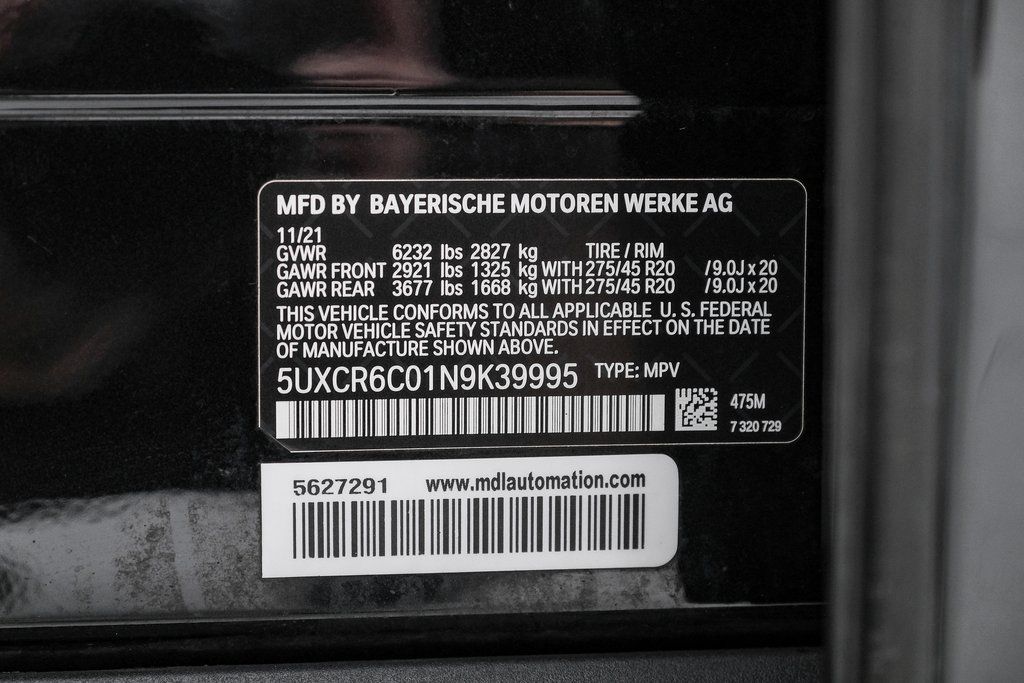 MFD BY BAYERISCHE MOTOREN WERKE AG
11/21
GVWR 6232 lbs 2827 kg TIRE / RIM
GAWR FRONT 2921 lbs 1325 kg WITH 275/45 R20 / 9.0J x 20
GAWR REAR 3677 lbs 1668 kg WITH 275/45 R20 / 9.0J x 20
THIS VEHICLE CONFORMS TO ALL APPLICABLE U. S. FEDERAL
MOTOR VEHICLE SAFETY STANDARDS IN EFFECT ON THE DATE
OF MANUFACTURE SHOWN ABOVE.
5UXCR6C01N9K39995 TYPE: MPV
475M
7 320 729
5627291 www.mdlautomation.com